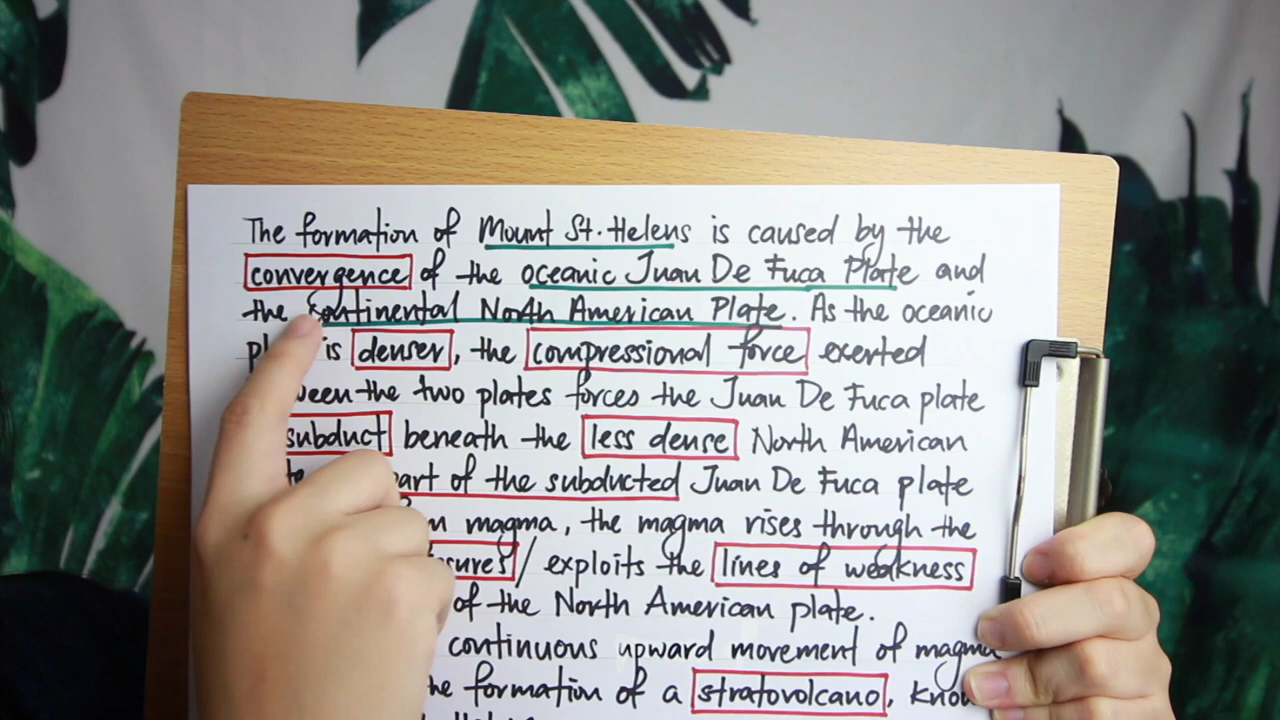 The formation of Mount St. Helens is caused by the
convergence of the oceanic Juan De Fuca Plate and
the continental North American Plate. As the oceanic
is denser, the compressional force exerted
the two plates forces the Juan De Fuca plate
subduct beneath the less dense North American
of the subducted Juan De Fuca plate
magma, the magma rises through the
/ exploits the lines of weakness
of the North American plate.
continuous upward movement of magma
formation of a stratovolcano,